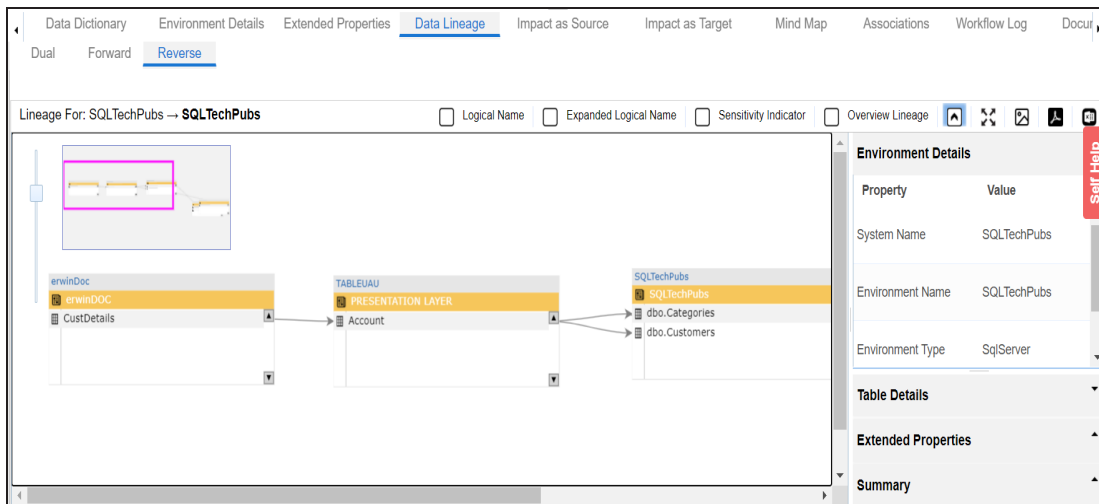 Data Dictionary Environment Details Extended Properties Data Lineage Impact as Source Impact as Target Mind Map Associations Workflow Log Docur
Dual Forward Reverse
Lineage For: SQLTechPubs → SQLTechPubs Logical Name Expanded Logical Name Sensitivity Indicator Overview Lineage
Self Help
erwinDoc
erwinDOC
CustDetails
TABLEUAU
PRESENTATION LAYER
Account
SQLTechPubs
SQLTechPubs
dbo.Categories
dbo.Customers
Environment Details
Property Value
System Name SQLTechPubs
Environment Name SQLTechPubs
Environment Type SqlServer
Table Details
Extended Properties
Summary